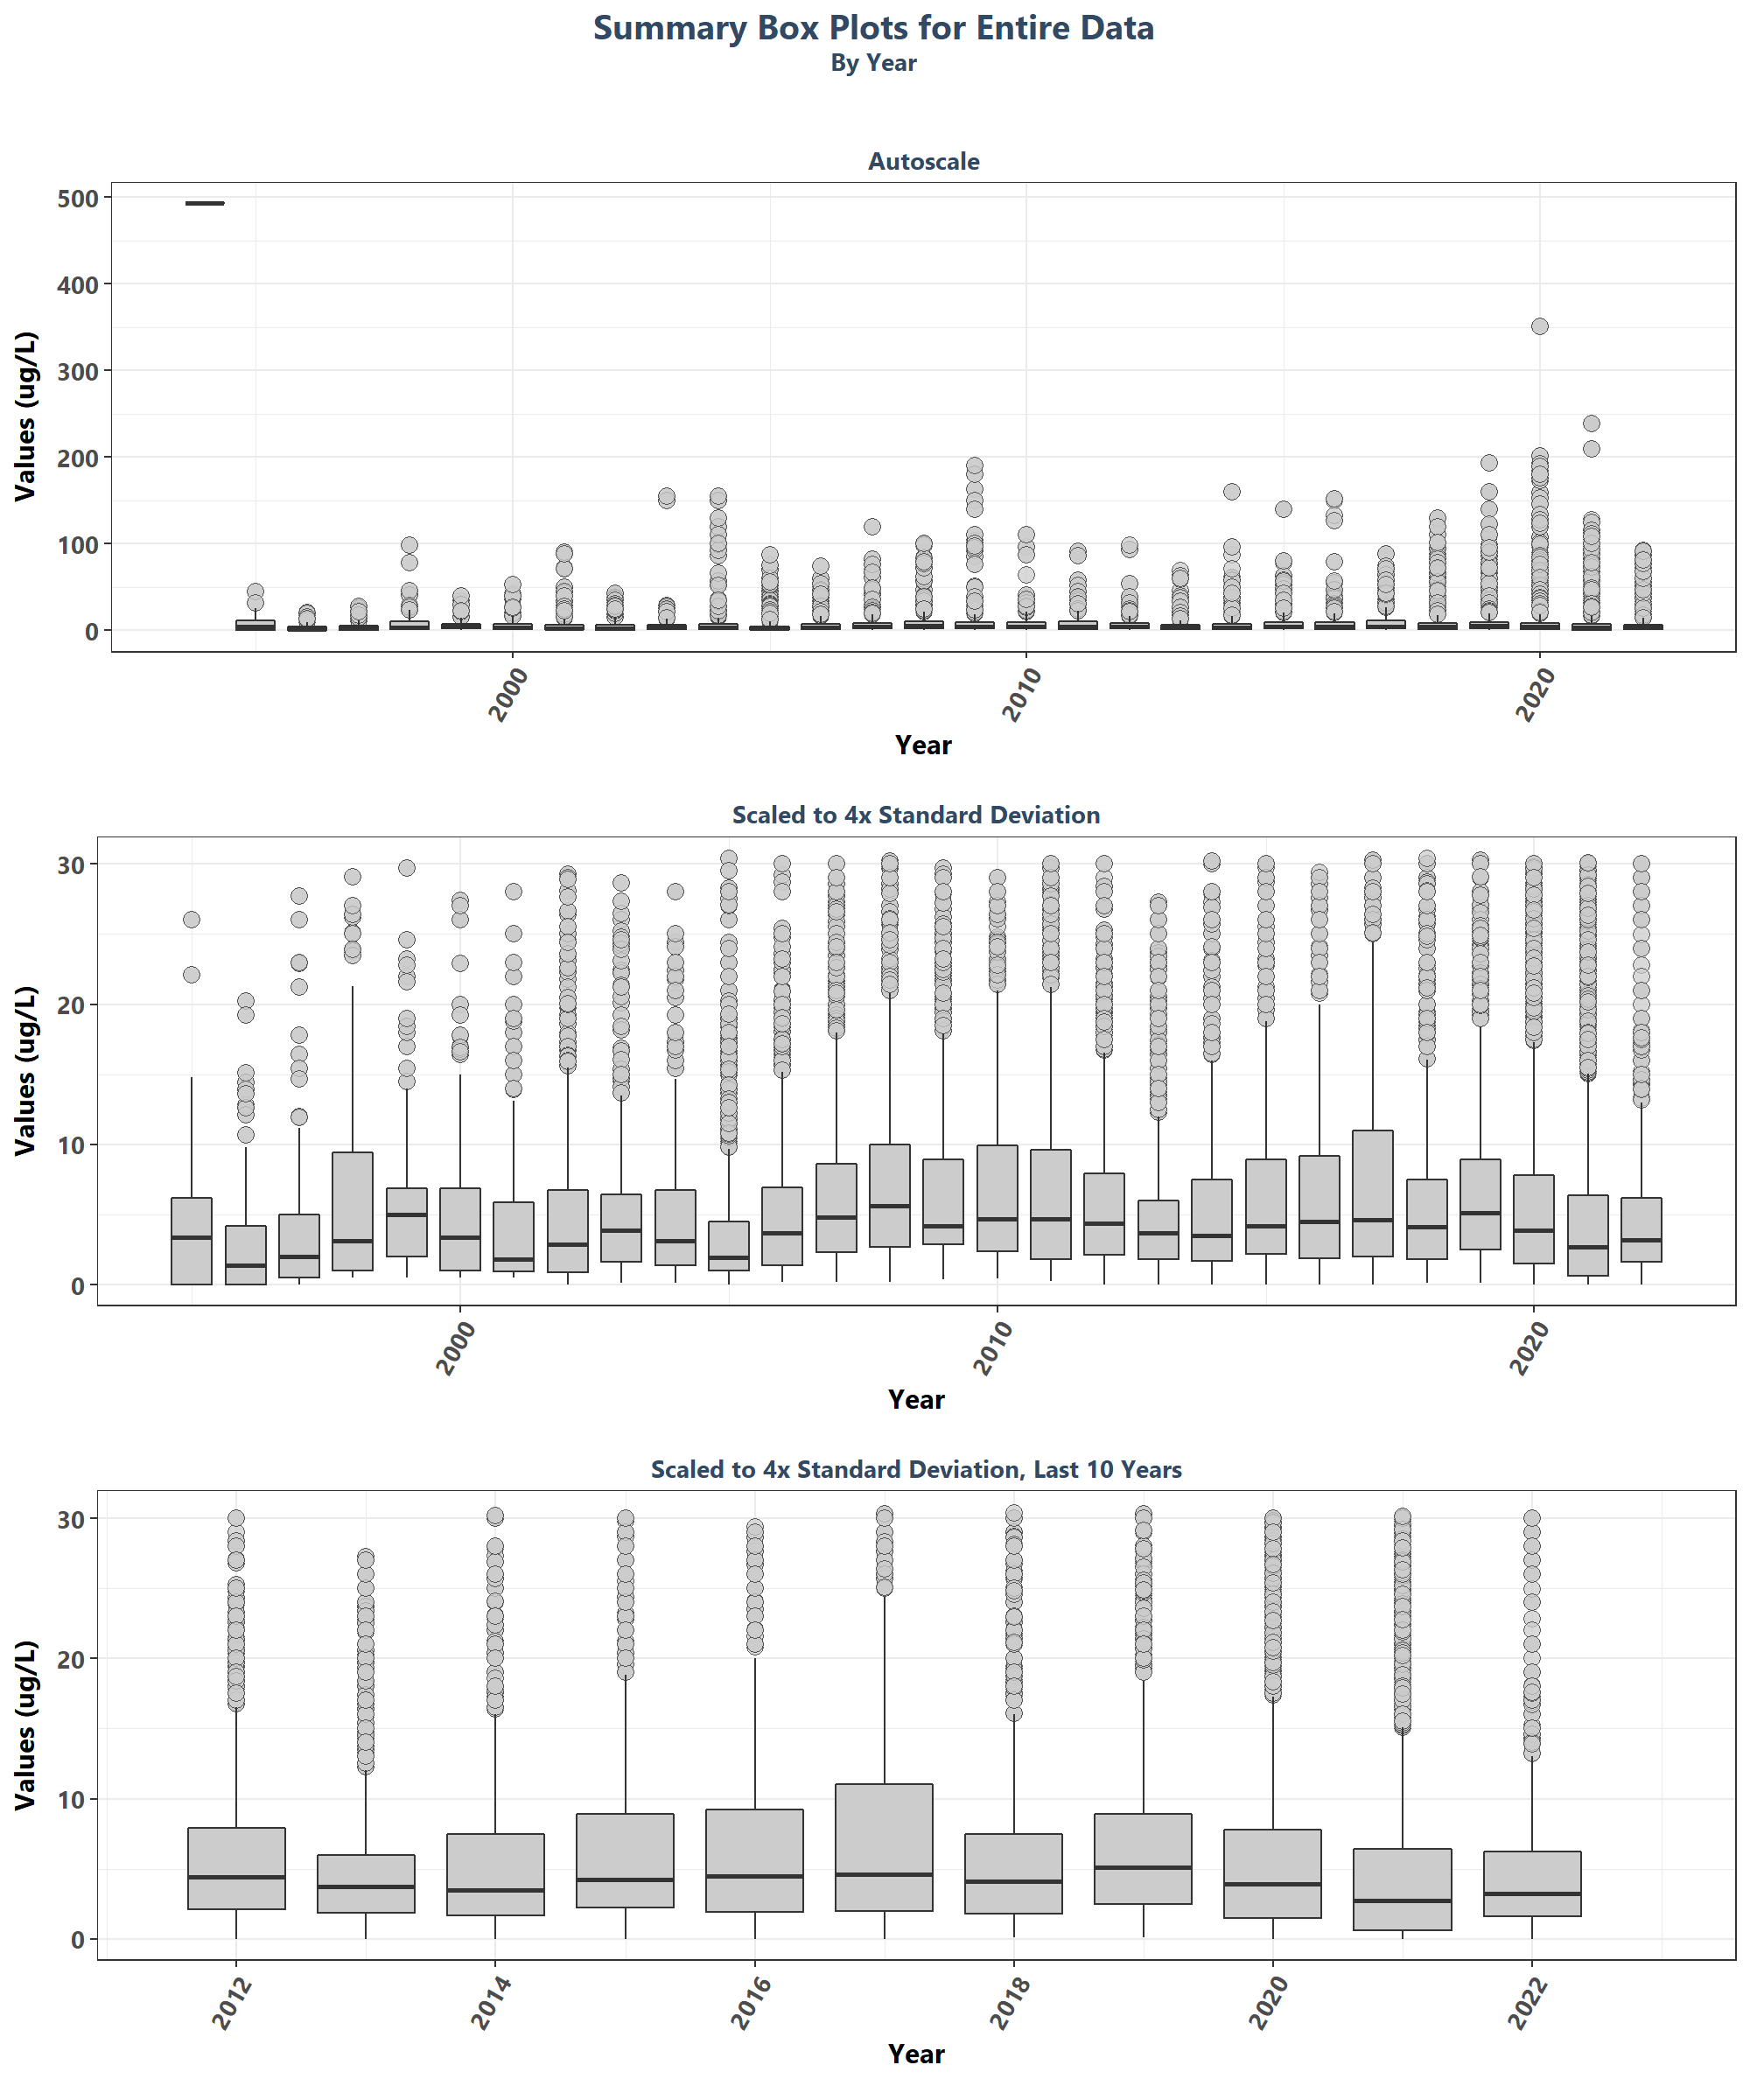 Summary Box Plots for Entire Data
By Year
Autoscale
Values (ug/L)
500
400
300
200
100
0
2000
2010
2020
Year
Scaled to 4x Standard Deviation
Values (ug/L)
30
20
10
0
2000
2010
2020
Year
Scaled to 4x Standard Deviation, Last 10 Years
Values (ug/L)
30
20
10
0
2012
2014
2016
2018
2020
2022
Year